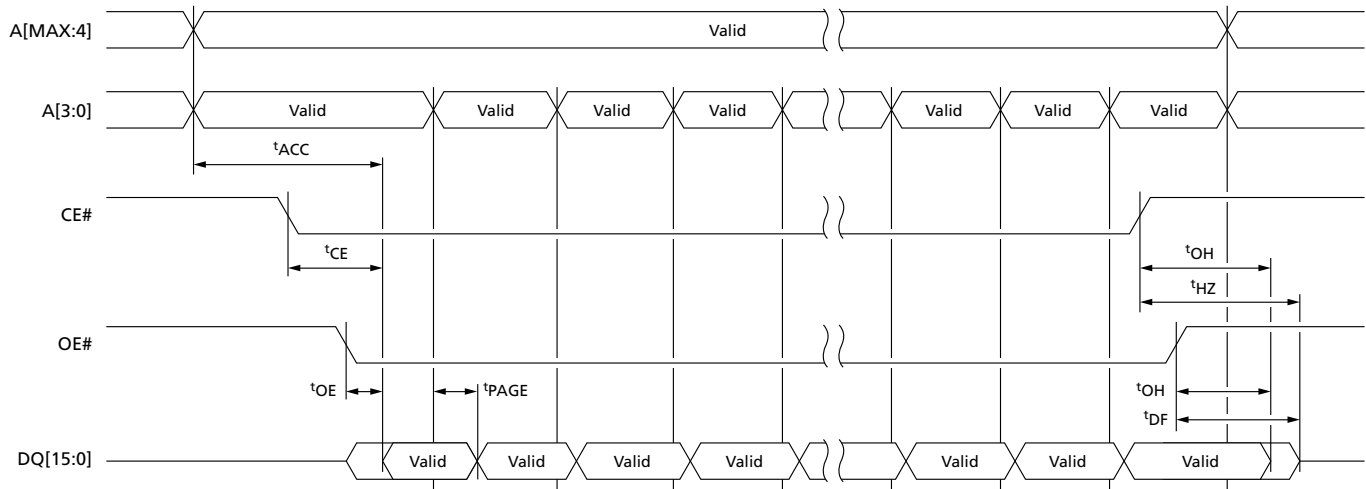 A[MAX:4] Valid
A[3:0] Valid Valid Valid Valid Valid Valid Valid
tACC
CE#
tCE tOH
tHZ
OE#
tOE tPAGE tOH
tDF
DQ[15:0] Valid Valid Valid Valid Valid Valid Valid